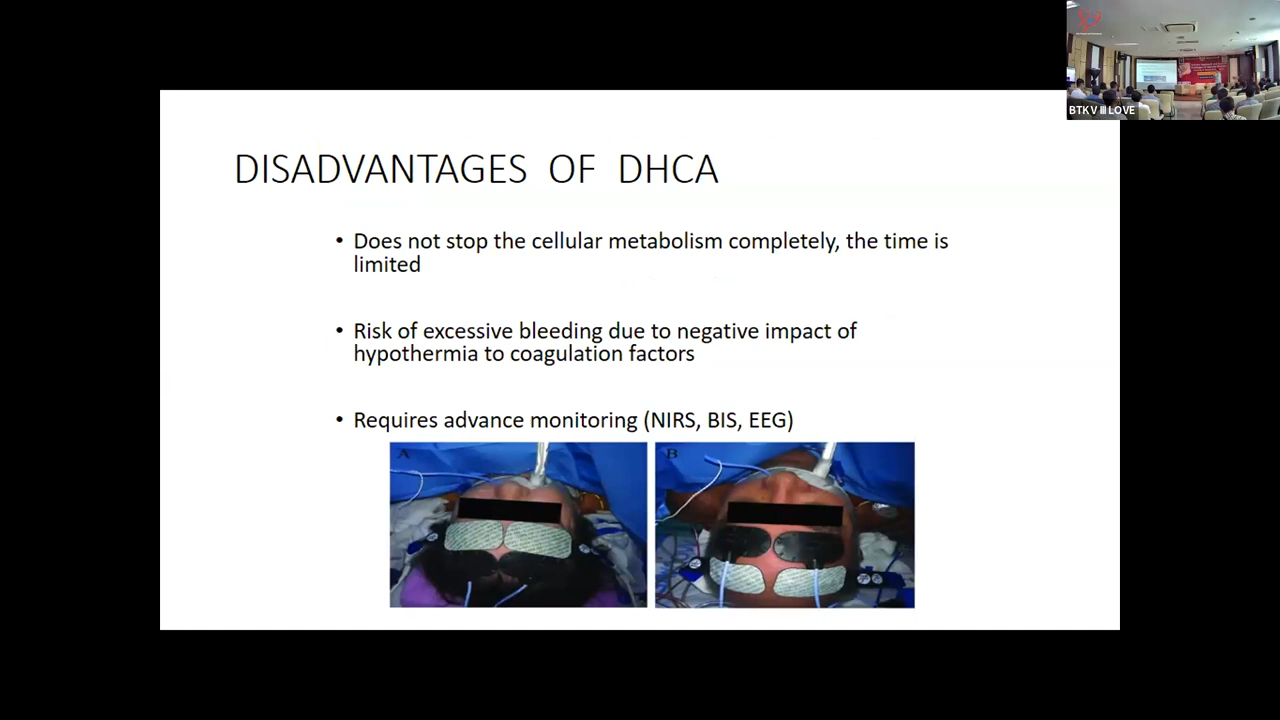 BTKV III LOVE
DISADVANTAGES OF DHCA
• Does not stop the cellular metabolism completely, the time is
limited
• Risk of excessive bleeding due to negative impact of
hypothermia to coagulation factors
• Requires advance monitoring (NIRS, BIS, EEG)
A
B